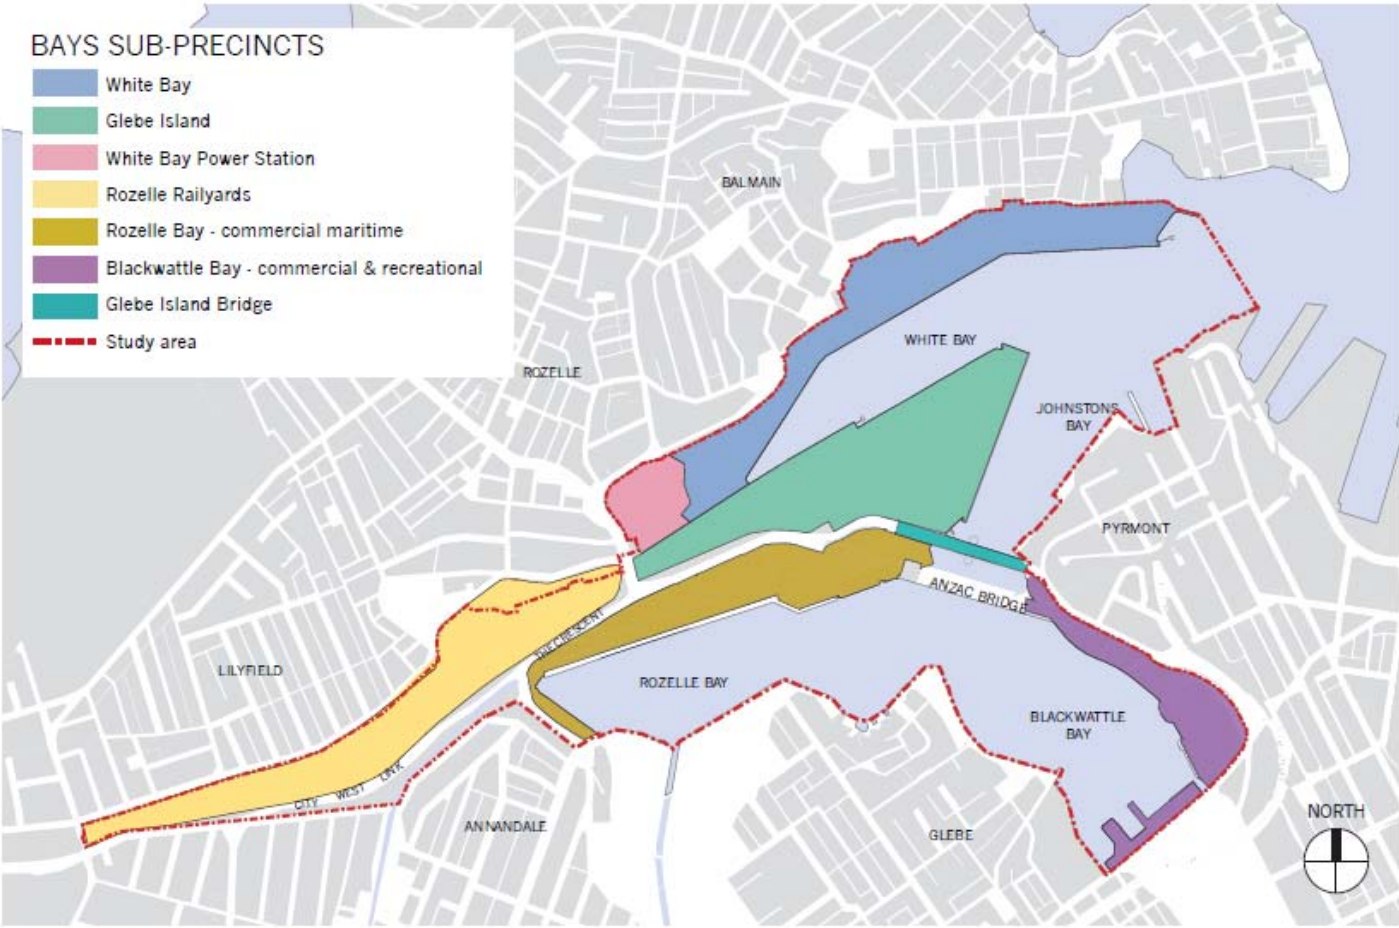 BAYS SUB-PRECINCTS
White Bay
Glebe Island
White Bay Power Station
Rozelle Railyards
Rozelle Bay - commercial maritime
Blackwattle Bay - commercial & recreational
Glebe Island Bridge
Study area
BALMAIN
WHITE BAY
ROZELLE
JOHNSTONS
BAY
PYRMONT
ANZAC BRIDGE
THE CRESCENT
LILYFIELD
ROZELLE BAY
BLACKWATTLE
BAY
CITY WEST LINK
ANNANDALE
GLEBE
NORTH